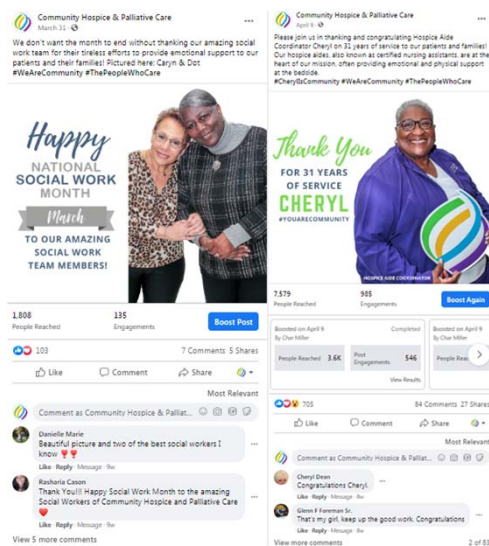 Community Hospice & Palliative Care
March 31
We don't want the month to end without thanking our amazing social
work team for their tireless efforts to provide emotional support to our
patients and their families! Pictured here: Caryn & Dot
#WeAreCommunity #ThePeopleWhoCare
Happy
NATIONAL
SOCIAL WORK
MONTH
March
TO OUR AMAZING
SOCIAL WORK
TEAM MEMBERS!
1,808
People Reached
135
Engagements
Boost Post
103
7 Comments 5 Shares
Like
Comment
Share
Most Relevant
Comment as Community Hospice & Palliat...
Danielle Marie
Beautiful picture and two of the best social workers I
know
Like · Reply · Message · 9w
Rasharia Cason
Thank You!!! Happy Social Work Month to the amazing
Social Workers of Community Hospice and Palliative Care
Like · Reply · Message · 9w
View 5 more comments
Community Hospice & Palliative Care
April 9
Please join us in thanking and congratulating Hospice Aide
Coordinator Cheryl on 31 years of service to our patients and families!
Our hospice aides, also known as certified nursing assistants, are at the
heart of our mission, often providing emotional and physical support
at the bedside.
#CherylIsCommunity #WeAreCommunity #ThePeopleWhoCare
Thank You
FOR 31 YEARS
OF SERVICE
CHERYL
#YOUARECOMMUNITY
HOSPICE AIDE COORDINATOR
7,579
People Reached
985
Engagements
Boost Again
Boosted on April 9
By Char Miller
Completed
People Reached 3.6K
Post
Engagements 546
View Results
Boosted on April 9
By Char Miller
People Reac
705
84 Comments 27 Shares
Like
Comment
Share
Most Relevant
Comment as Community Hospice & Palliat...
Cheryl Dean
Congratulations Cheryl.
Like · Reply · Message · 8w
Glenn F Foreman Sr.
That's my girl, keep up the good work. Congratulations
Like · Reply · Message · 8w
View more comments
2 of 83